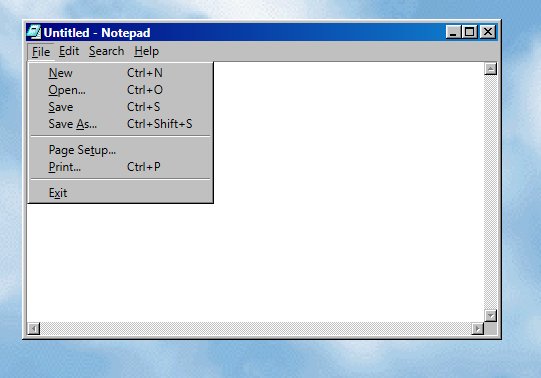 Untitled - Notepad
File Edit Search Help
New Ctrl+N
Open... Ctrl+O
Save Ctrl+S
Save As... Ctrl+Shift+S
Page Setup...
Print... Ctrl+P
Exit